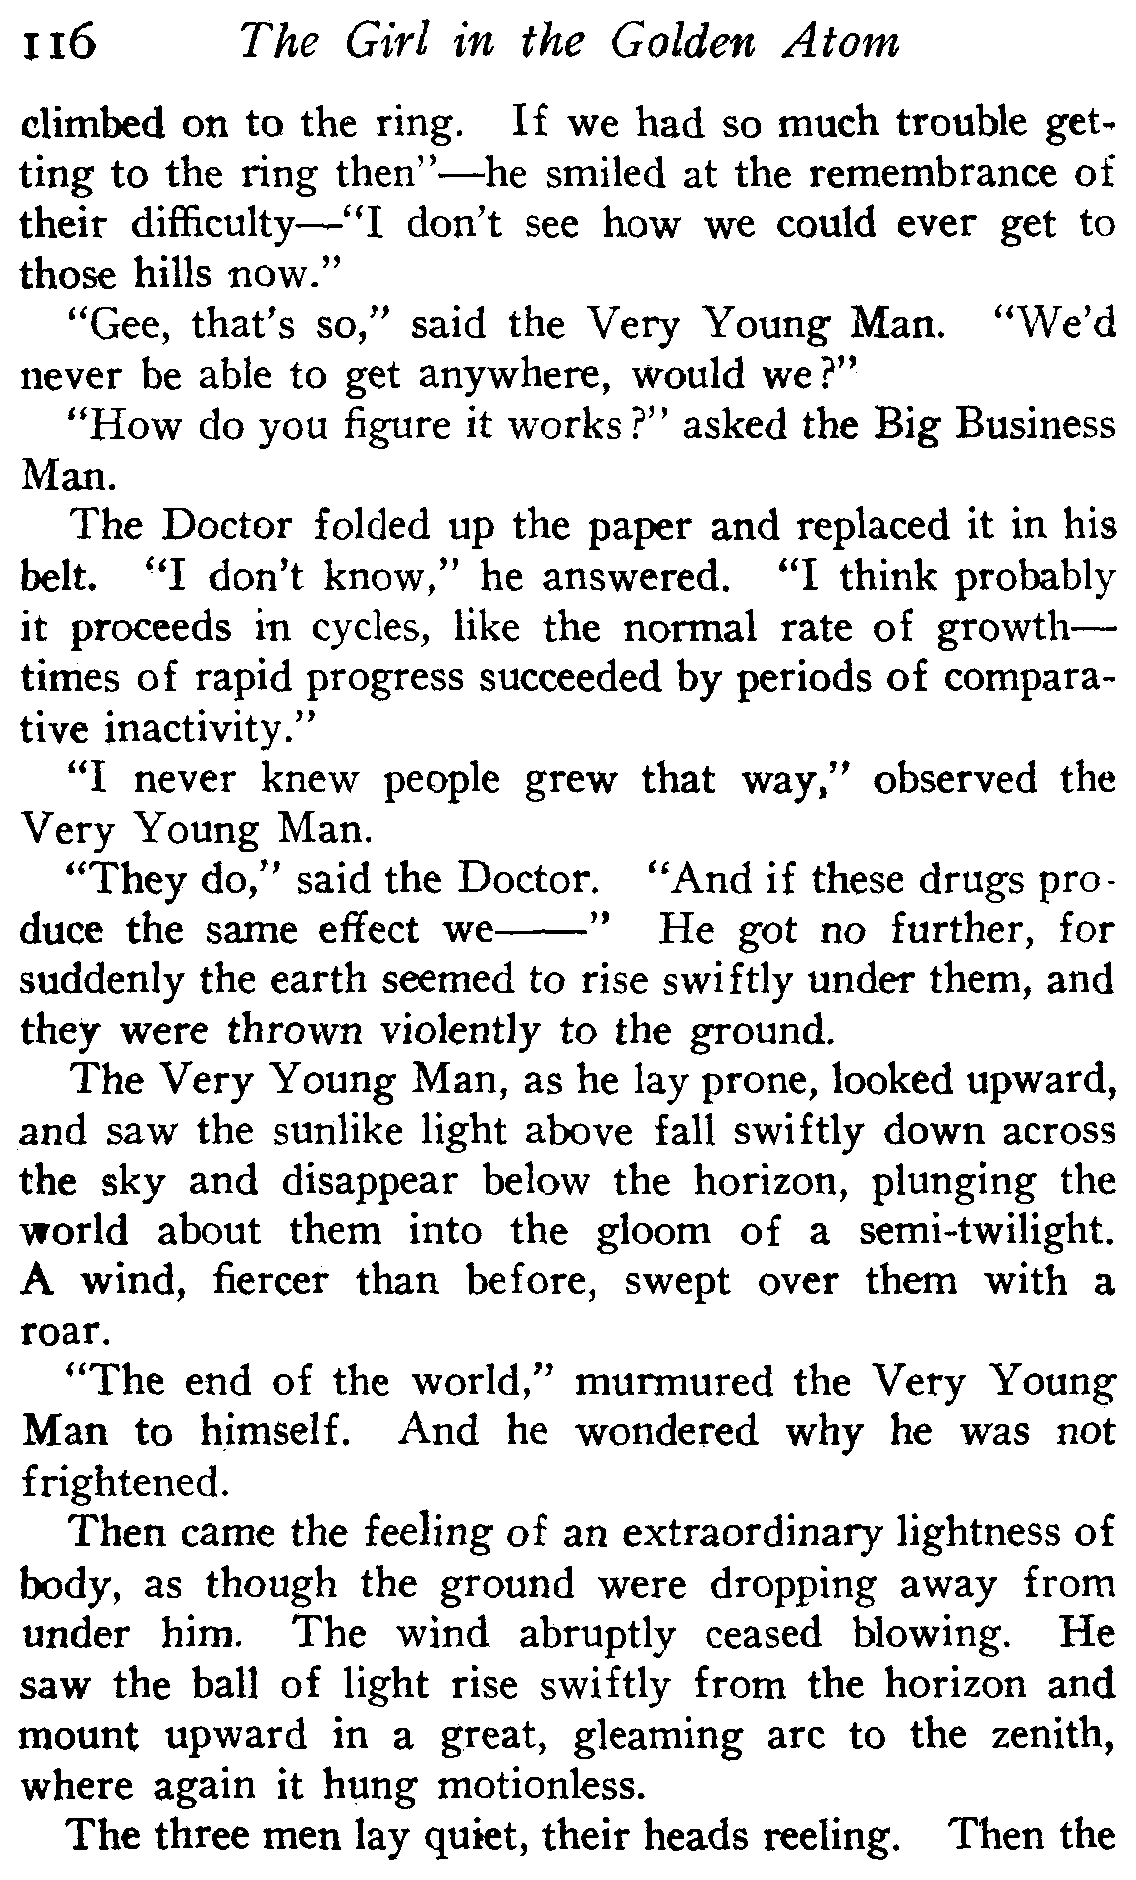 116 The Girl in the Golden Atom
climbed on to the ring. If we had so much trouble get-
ting to the ring then"—he smiled at the remembrance of
their difficulty—"I don't see how we could ever get to
those hills now."
"Gee, that's so," said the Very Young Man. "We'd
never be able to get anywhere, would we?"
"How do you figure it works?" asked the Big Business
Man.
The Doctor folded up the paper and replaced it in his
belt. "I don't know," he answered. "I think probably
it proceeds in cycles, like the normal rate of growth—
times of rapid progress succeeded by periods of compara-
tive inactivity."
"I never knew people grew that way," observed the
Very Young Man.
"They do," said the Doctor. "And if these drugs pro-
duce the same effect we——" He got no further, for
suddenly the earth seemed to rise swiftly under them, and
they were thrown violently to the ground.
The Very Young Man, as he lay prone, looked upward,
and saw the sunlike light above fall swiftly down across
the sky and disappear below the horizon, plunging the
world about them into the gloom of a semi-twilight.
A wind, fiercer than before, swept over them with a
roar.
"The end of the world," murmured the Very Young
Man to himself. And he wondered why he was not
frightened.
Then came the feeling of an extraordinary lightness of
body, as though the ground were dropping away from
under him. The wind abruptly ceased blowing. He
saw the ball of light rise swiftly from the horizon and
mount upward in a great, gleaming arc to the zenith,
where again it hung motionless.
The three men lay quiet, their heads reeling. Then the